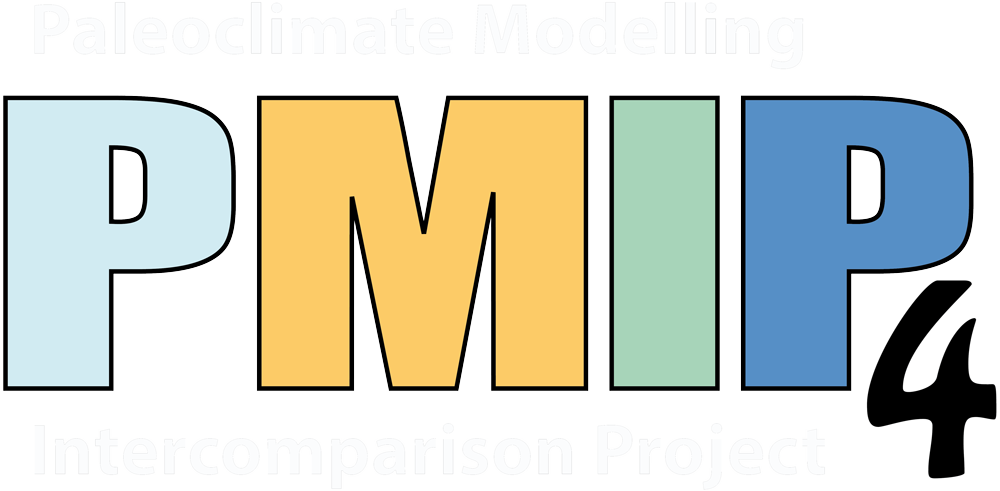 Paleoclimate Modelling
PMIP4
Intercomparison Project